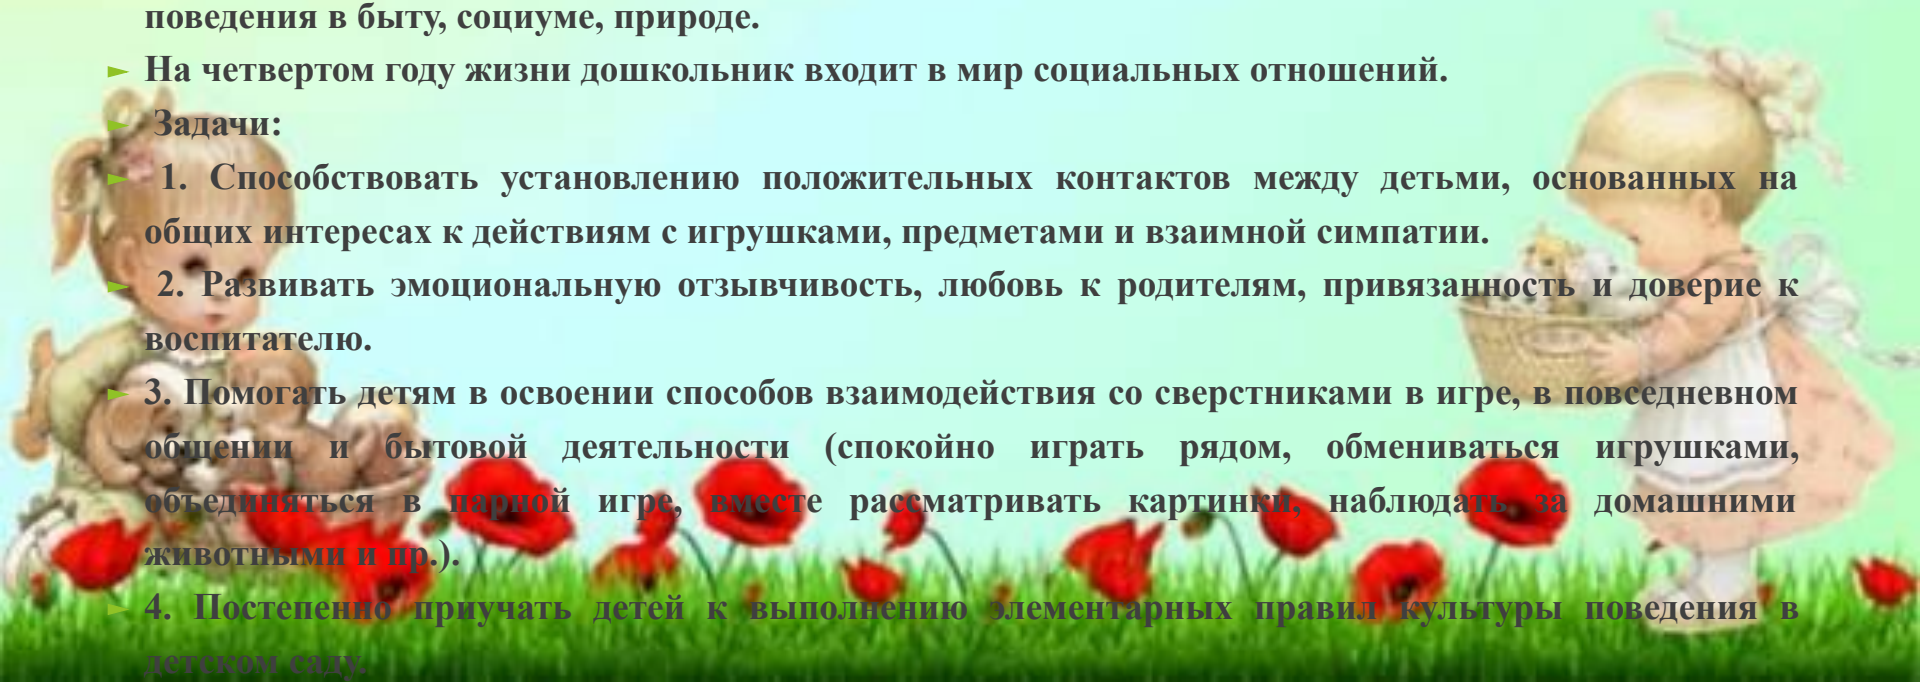 поведения в быту, социуме, природе.
На четвертом году жизни дошкольник входит в мир социальных отношений.
Задачи:
1. Способствовать установлению положительных контактов между детьми, основанных на
общих интересах к действиям с игрушками, предметами и взаимной симпатии.
2. Развивать эмоциональную отзывчивость, любовь к родителям, привязанность и доверие к
воспитателю.
3. Помогать детям в освоении способов взаимодействия со сверстниками в игре, в повседневном
общении и бытовой деятельности (спокойно играть рядом, обмениваться игрушками,
объединяться в парной игре, вместе рассматривать картинки, наблюдать за домашними
животными и пр.).
4. Постепенно приучать детей к выполнению элементарных правил культуры поведения в
детском саду.